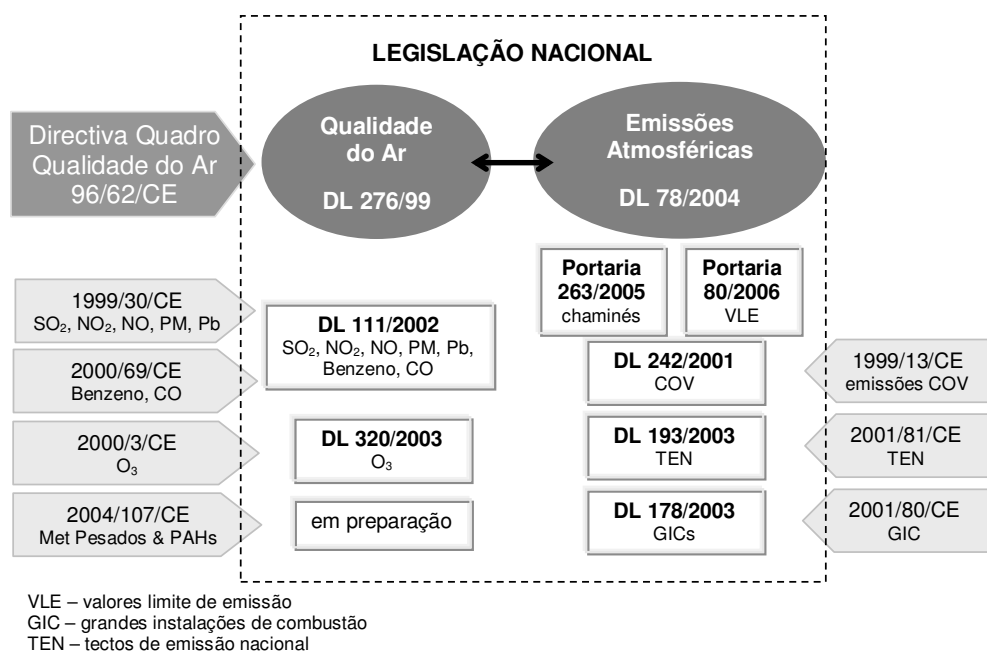 LEGISLAÇÃO NACIONAL
Directiva Quadro
Qualidade do Ar
96/62/CE
Qualidade
do Ar
DL 276/99
Emissões
Atmosféricas
DL 78/2004
Portaria
263/2005
chaminés
Portaria
80/2006
VLE
1999/30/CE
SO₂, NO₂, NO, PM, Pb
2000/69/CE
Benzeno, CO
DL 111/2002
SO₂, NO₂, NO, PM, Pb,
Benzeno, CO
DL 242/2001
COV
1999/13/CE
emissões COV
2000/3/CE
O₃
DL 320/2003
O₃
DL 193/2003
TEN
2001/81/CE
TEN
2004/107/CE
Met Pesados & PAHs
em preparação
DL 178/2003
GICs
2001/80/CE
GIC
VLE – valores limite de emissão
GIC – grandes instalações de combustão
TEN – tectos de emissão nacional